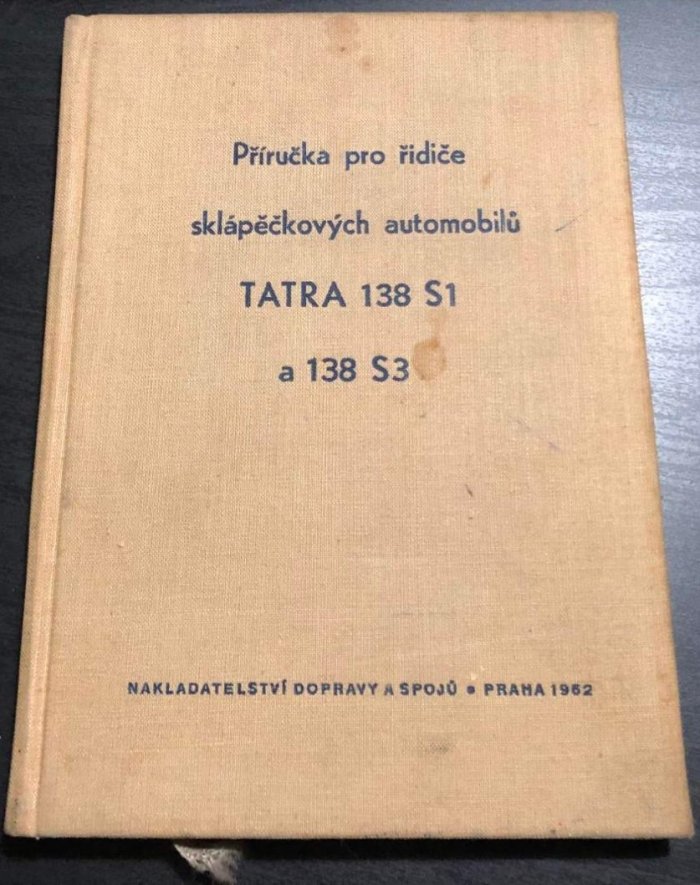 Příručka pro řidiče
sklápěčkových automobilů
TATRA 138 S1
a 138 S3
NAKLADATELSTVÍ DOPRAVY A SPOJŮ • PRAHA 1962